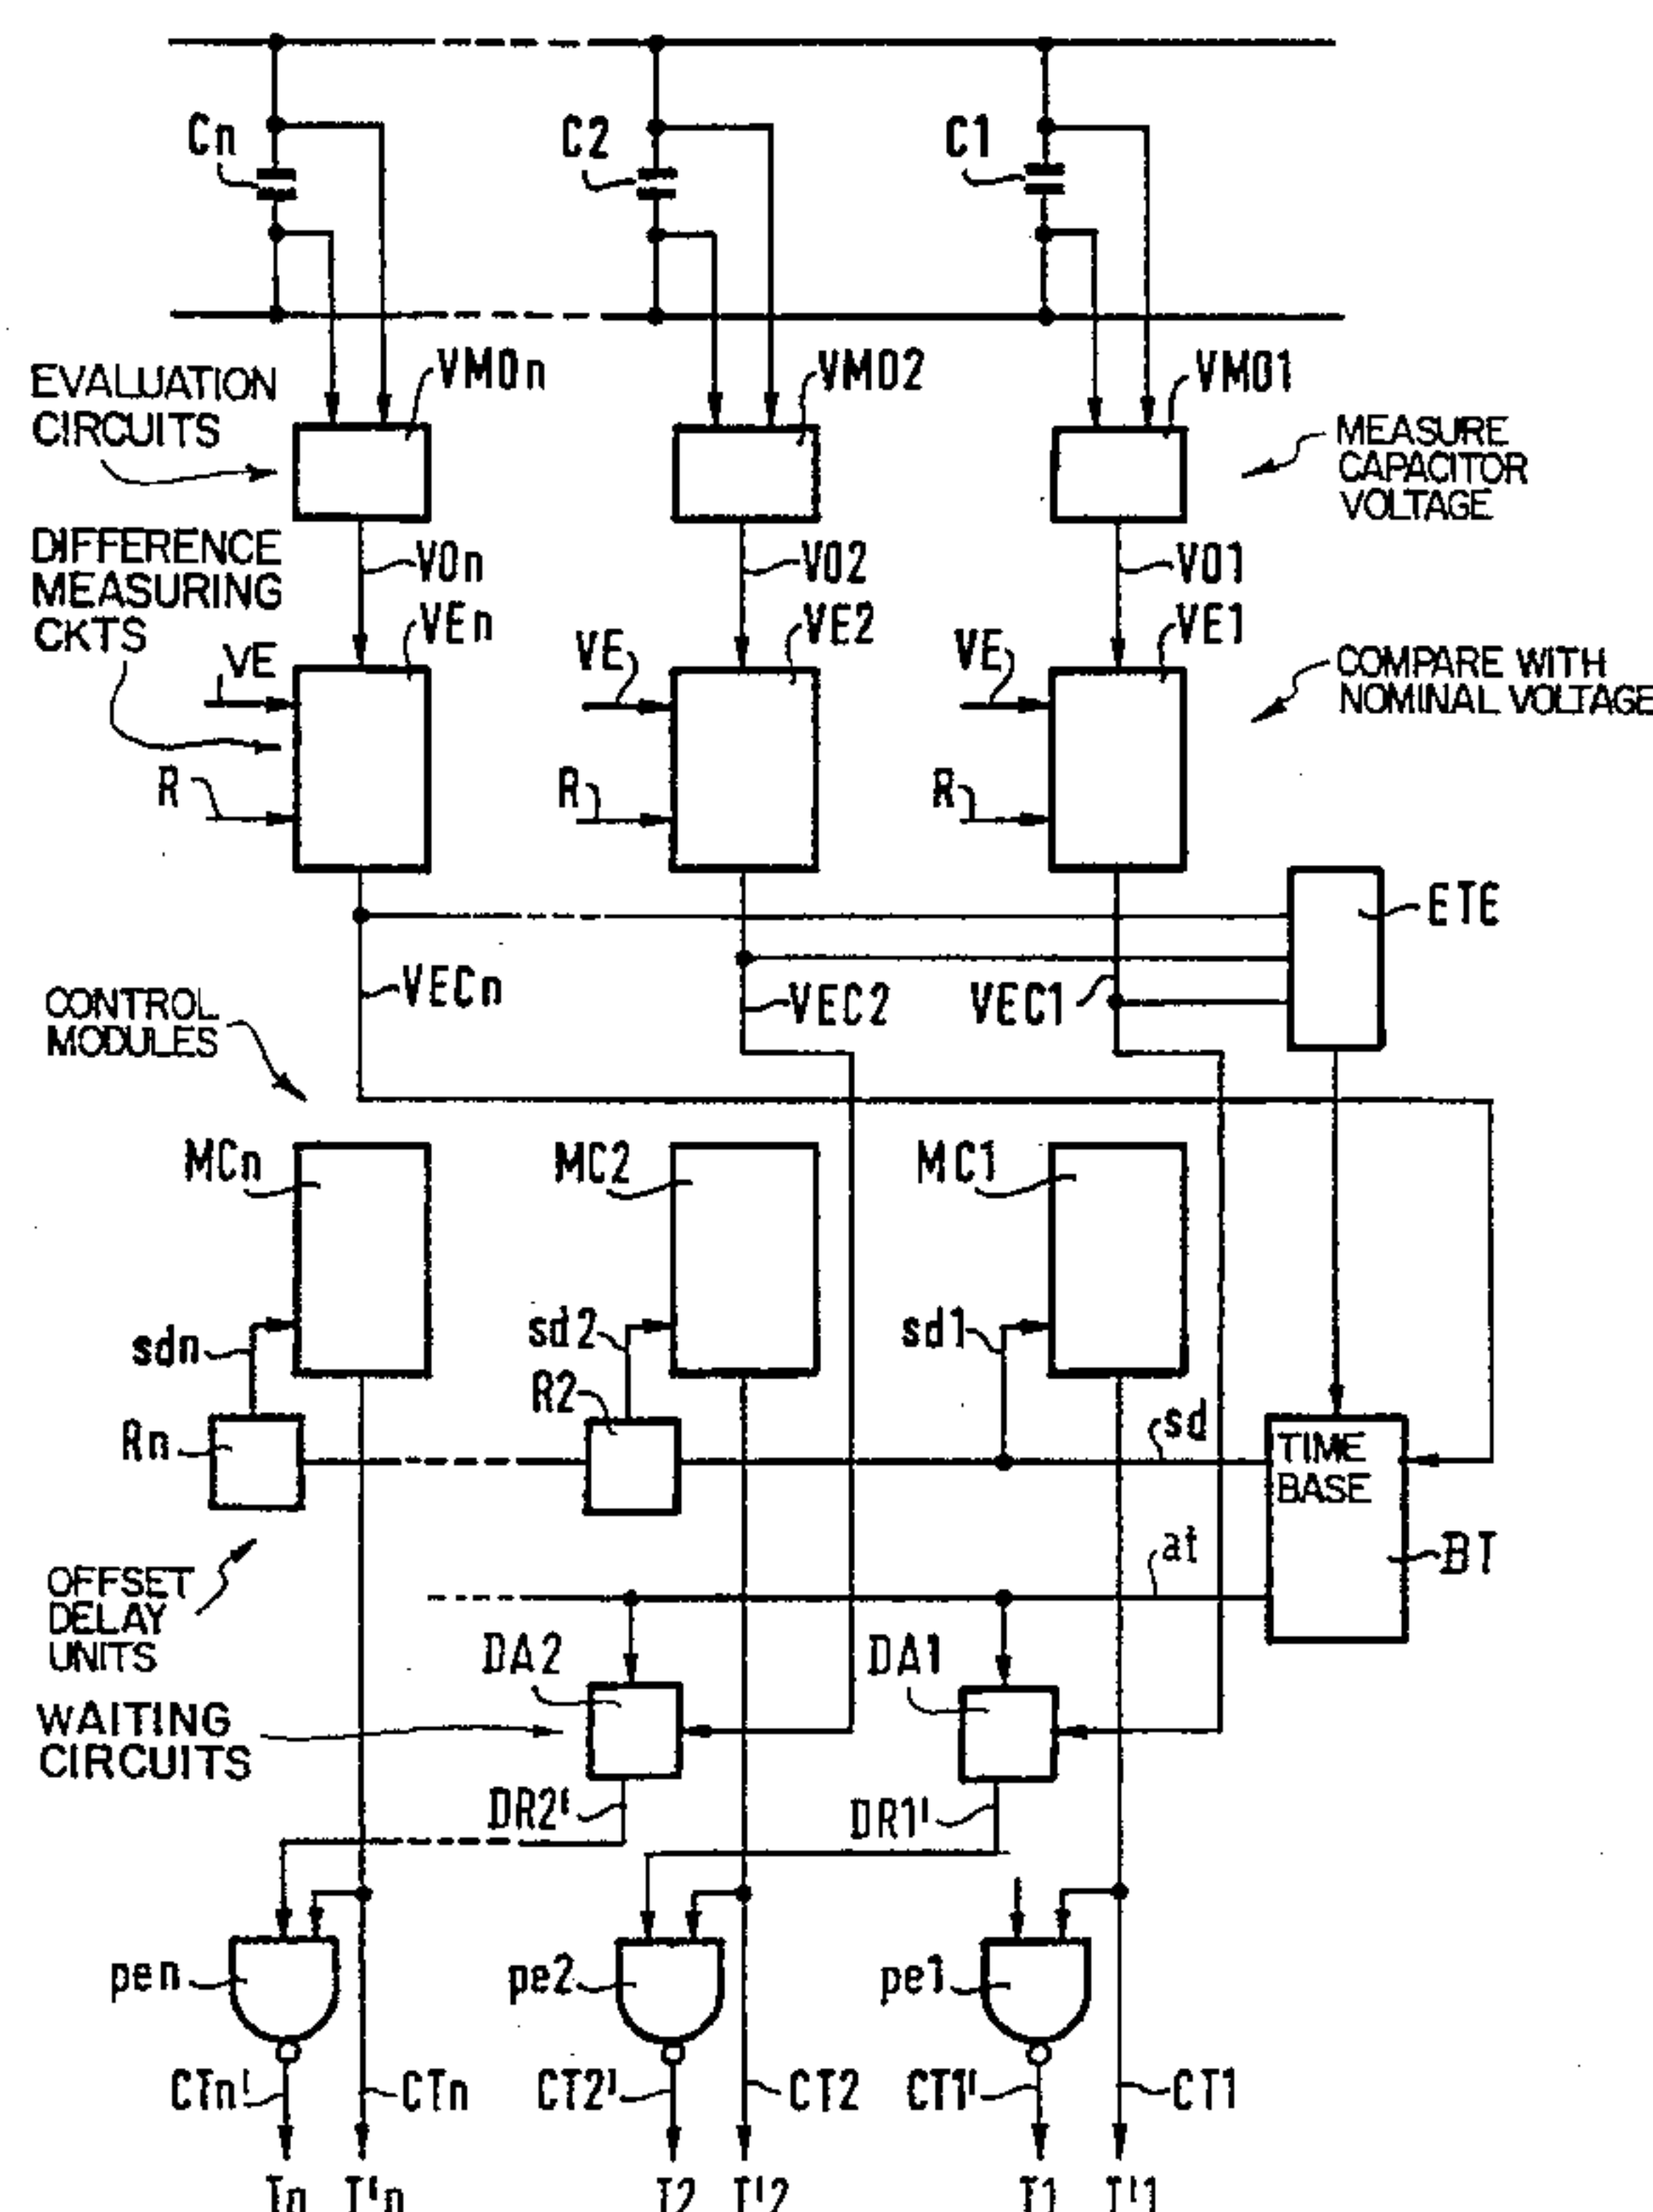 Cn C2 C1
EVALUATION
CIRCUITS
VM0n VM02 VM01
MEASURE
CAPACITOR
VOLTAGE
DIFFERENCE
MEASURING
CKTS
V0n V02 V01
VEn VE2 VE1
VE VE VE
COMPARE WITH
NOMINAL VOLTAGE
R R R
ETE
VECn VEC2 VEC1
CONTROL
MODULES
MCn MC2 MC1
sdn sd2 sd1
Rn R2 sd
TIME
BASE
BT
at
OFFSET
DELAY
UNITS
DA2 DA1
WAITING
CIRCUITS
DR2' DR1'
pen pe2 pe1
CTn' CTn CT2' CT2 CT1' CT1
Tn T'n T2 T'2 T1 T'1